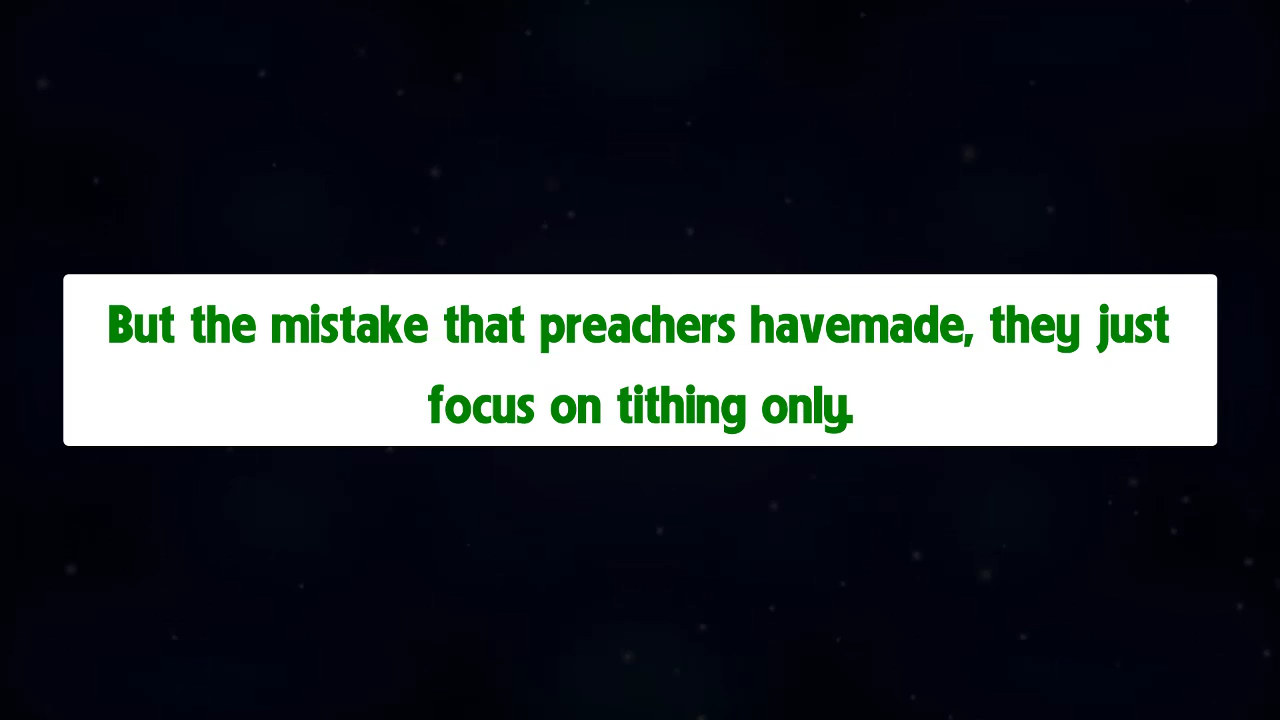 But the mistake that preachers havemade, they just
focus on tithing only.